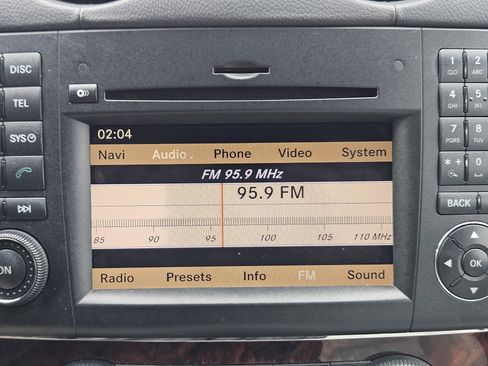 DISC
TEL
SYS
ON
02:04
Navi Audio Phone Video System
FM 95.9 MHz
95.9 FM
85 90 95 100 105 110 MHz
Radio Presets Info FM Sound
1 2 ABC
4 GHI 5 JKL
7 8 TUV
* 0
BACK
OK